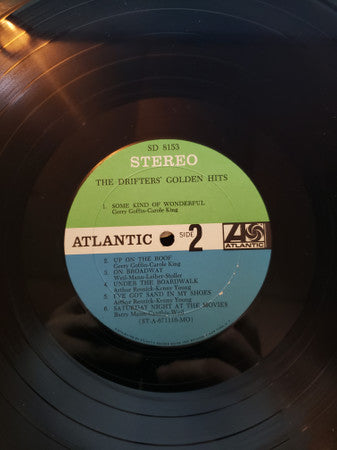 SD 8153
STEREO
THE DRIFTERS' GOLDEN HITS
1. SOME KIND OF WONDERFUL
Gerry Goffin-Carole King
ATLANTIC SIDE 2 ATLANTIC
2. UP ON THE ROOF
Gerry Goffin-Carole King
3. ON BROADWAY
Weil-Mann-Leiber-Stoller
4. UNDER THE BOARDWALK
Arthur Resnick-Kenny Young
5. I'VE GOT SAND IN MY SHOES
Arthur Resnick-Kenny Young
6. SATURDAY NIGHT AT THE MOVIES
Barry Mann-Cynthia Weil
(ST-A-671110-MO)